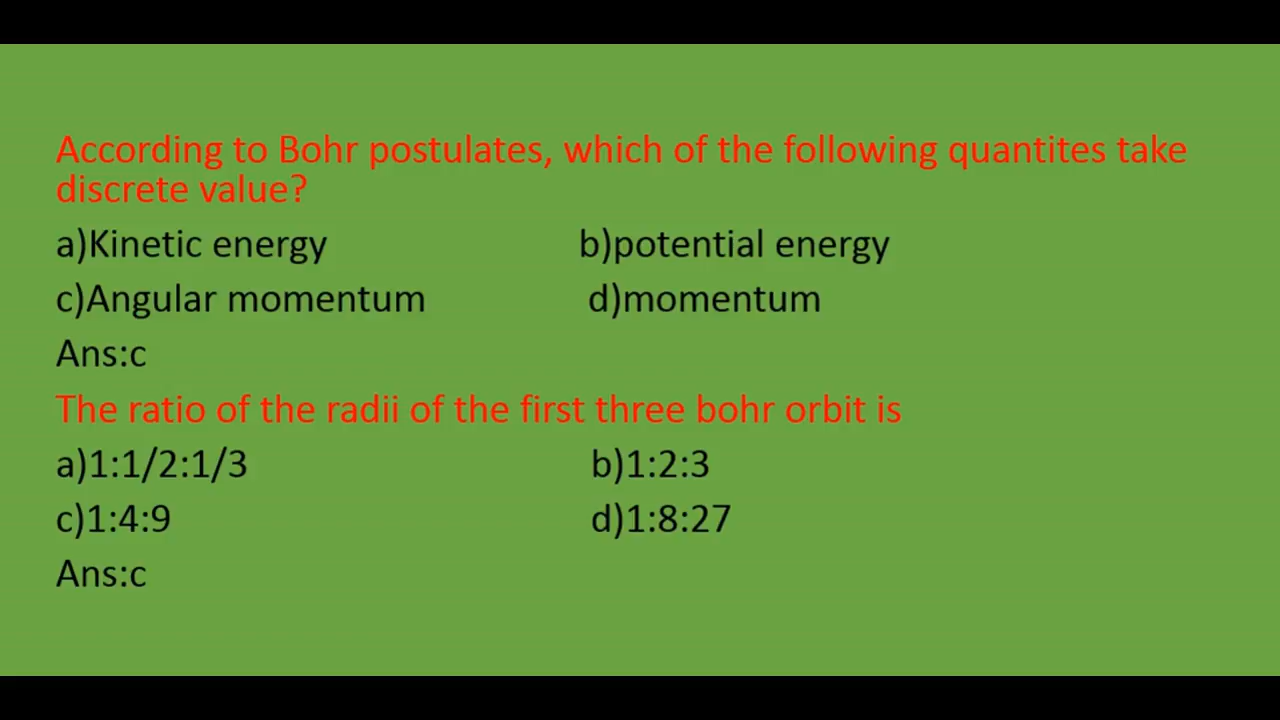 According to Bohr postulates, which of the following quantites take
discrete value?
a)Kinetic energy b)potential energy
c)Angular momentum d)momentum
Ans:c
The ratio of the radii of the first three bohr orbit is
a)1:1/2:1/3 b)1:2:3
c)1:4:9 d)1:8:27
Ans:c